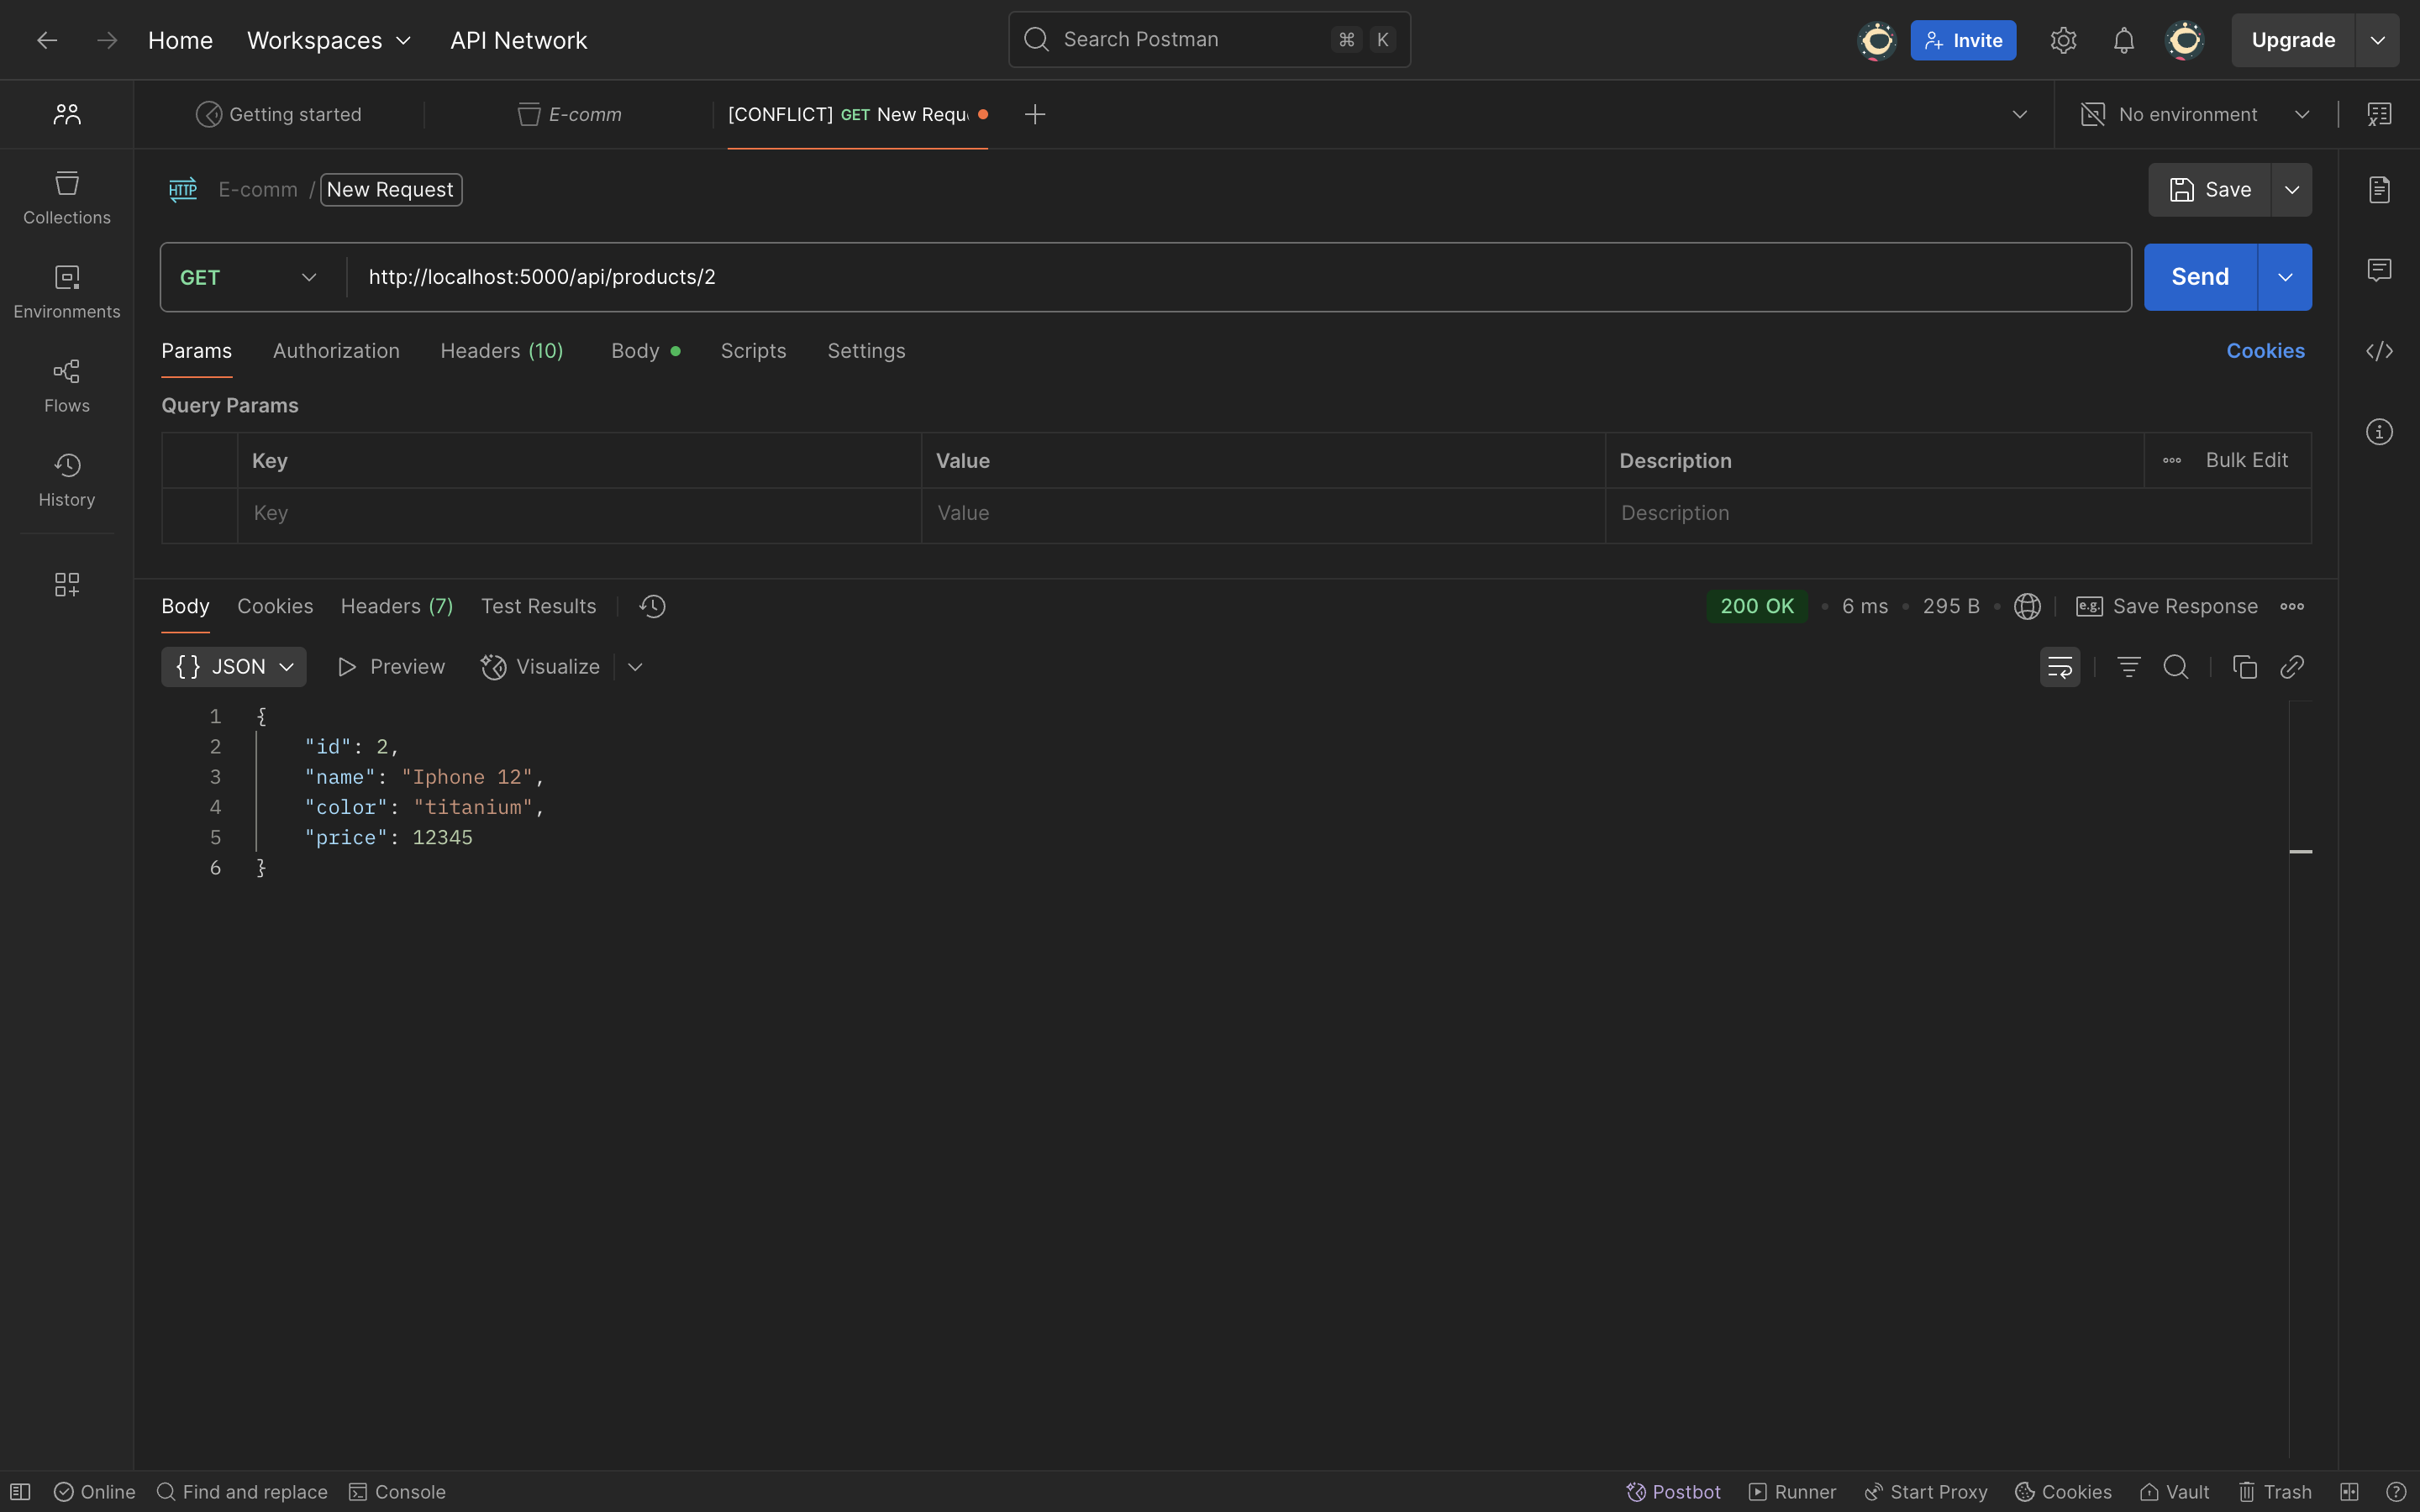 Home Workspaces API Network Search Postman ⌘ K Invite Upgrade
Getting started E-comm [CONFLICT] GET New Requ No environment
HTTP E-comm / New Request Save
GET http://localhost:5000/api/products/2 Send
Collections
Environments
Flows
History
Params Authorization Headers (10) Body Scripts Settings Cookies
Query Params
Key Value Description Bulk Edit
Key Value Description
Body Cookies Headers (7) Test Results 200 OK 6 ms 295 B e.g. Save Response
{} JSON Preview Visualize
1 {
2 "id": 2,
3 "name": "Iphone 12",
4 "color": "titanium",
5 "price": 12345
6 }
Online Find and replace Console Postbot Runner Start Proxy Cookies Vault Trash